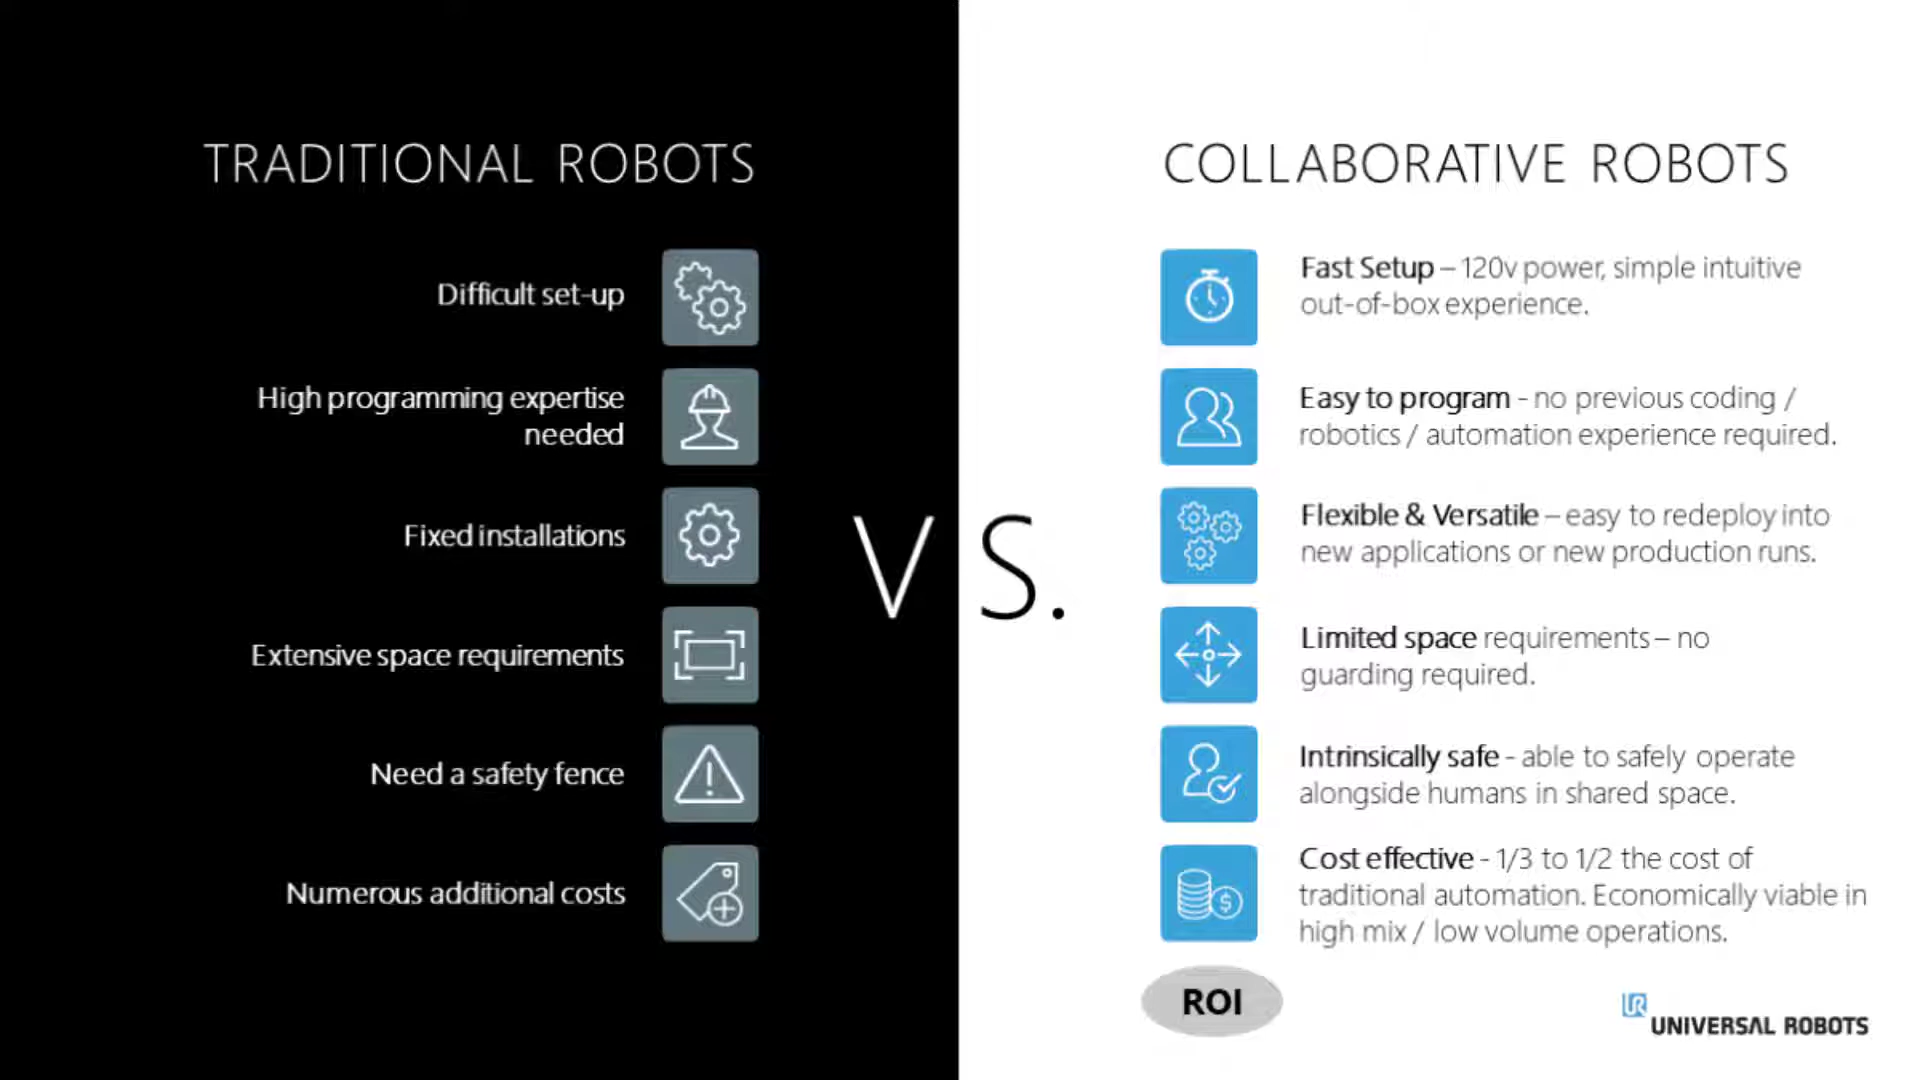 TRADITIONAL ROBOTS
Difficult set-up
High programming expertise
needed
Fixed installations
Extensive space requirements
Need a safety fence
Numerous additional costs
VS.
COLLABORATIVE ROBOTS
Fast Setup – 120v power, simple intuitive
out-of-box experience.
Easy to program - no previous coding /
robotics / automation experience required.
Flexible & Versatile – easy to redeploy into
new applications or new production runs.
Limited space requirements – no
guarding required.
Intrinsically safe - able to safely operate
alongside humans in shared space.
Cost effective - 1/3 to 1/2 the cost of
traditional automation. Economically viable in
high mix / low volume operations.
$
ROI
UR
UNIVERSAL ROBOTS